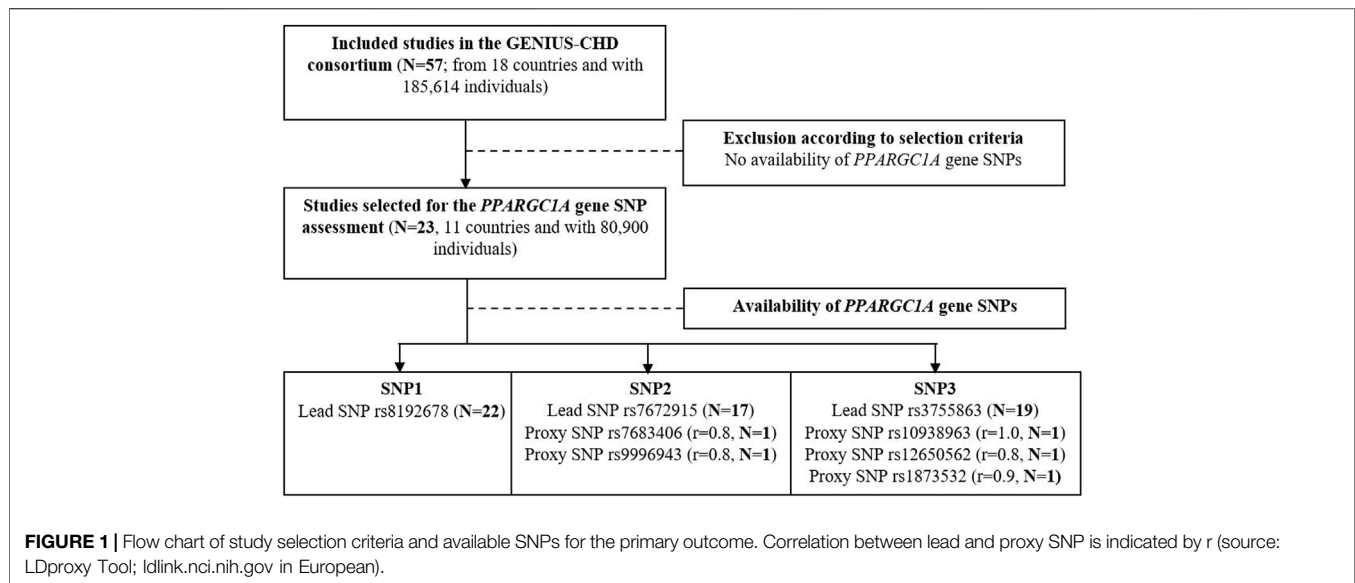 Included studies in the GENIUS-CHD
consortium (N=57; from 18 countries and with
185,614 individuals)
Exclusion according to selection criteria
No availability of PPARGC1A gene SNPs
Studies selected for the PPARGC1A gene SNP
assessment (N=23, 11 countries and with 80,900
individuals)
Availability of PPARGC1A gene SNPs
SNP1
Lead SNP rs8192678 (N=22)
SNP2
Lead SNP rs7672915 (N=17)
Proxy SNP rs7683406 (r=0.8, N=1)
Proxy SNP rs9996943 (r=0.8, N=1)
SNP3
Lead SNP rs3755863 (N=19)
Proxy SNP rs10938963 (r=1.0, N=1)
Proxy SNP rs12650562 (r=0.8, N=1)
Proxy SNP rs1873532 (r=0.9, N=1)
FIGURE 1 | Flow chart of study selection criteria and available SNPs for the primary outcome. Correlation between lead and proxy SNP is indicated by r (source:
LDproxy Tool; ldlink.nci.nih.gov in European).